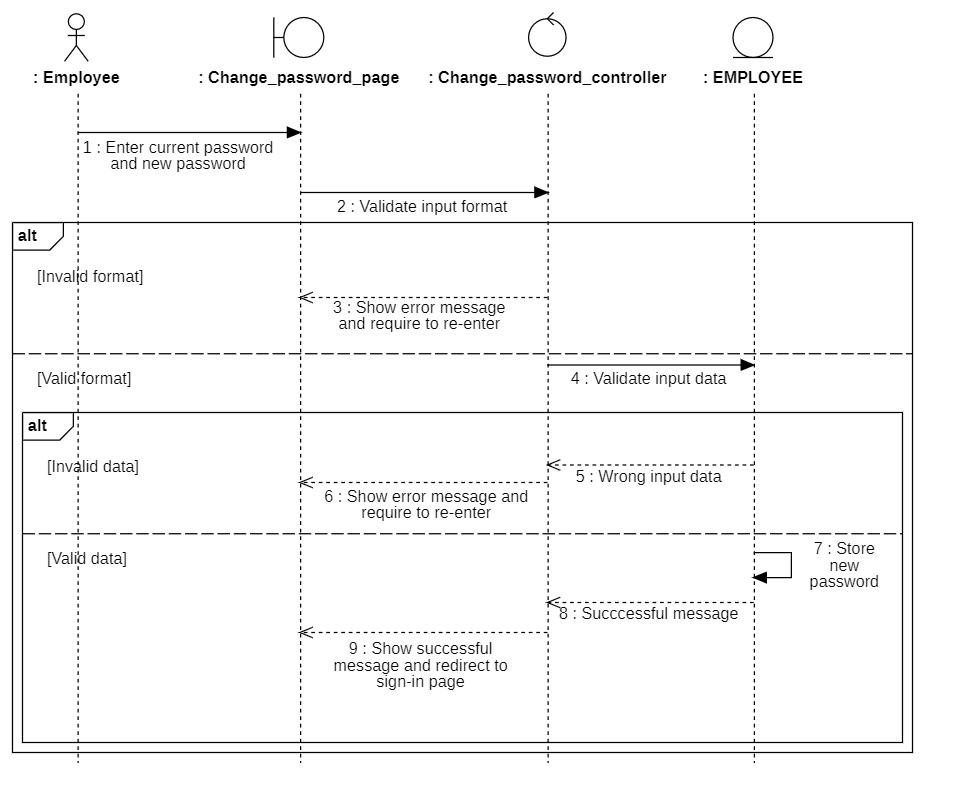 : Employee
: Change_password_page
: Change_password_controller
: EMPLOYEE
1 : Enter current password
and new password
2 : Validate input format
alt
[Invalid format]
3 : Show error message
and require to re-enter
[Valid format]
4 : Validate input data
alt
[Invalid data]
5 : Wrong input data
6 : Show error message and
require to re-enter
[Valid data]
7 : Store
new
password
8 : Succcessful message
9 : Show successful
message and redirect to
sign-in page